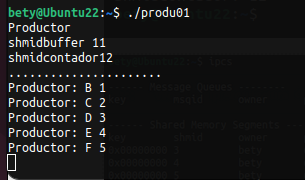 bety@Ubuntu22:~$ ./produ01
Productor
shmidbuffer 11
shmidcontador12
......................
Productor: B 1
Productor: C 2
Productor: D 3
Productor: E 4
Productor: F 5